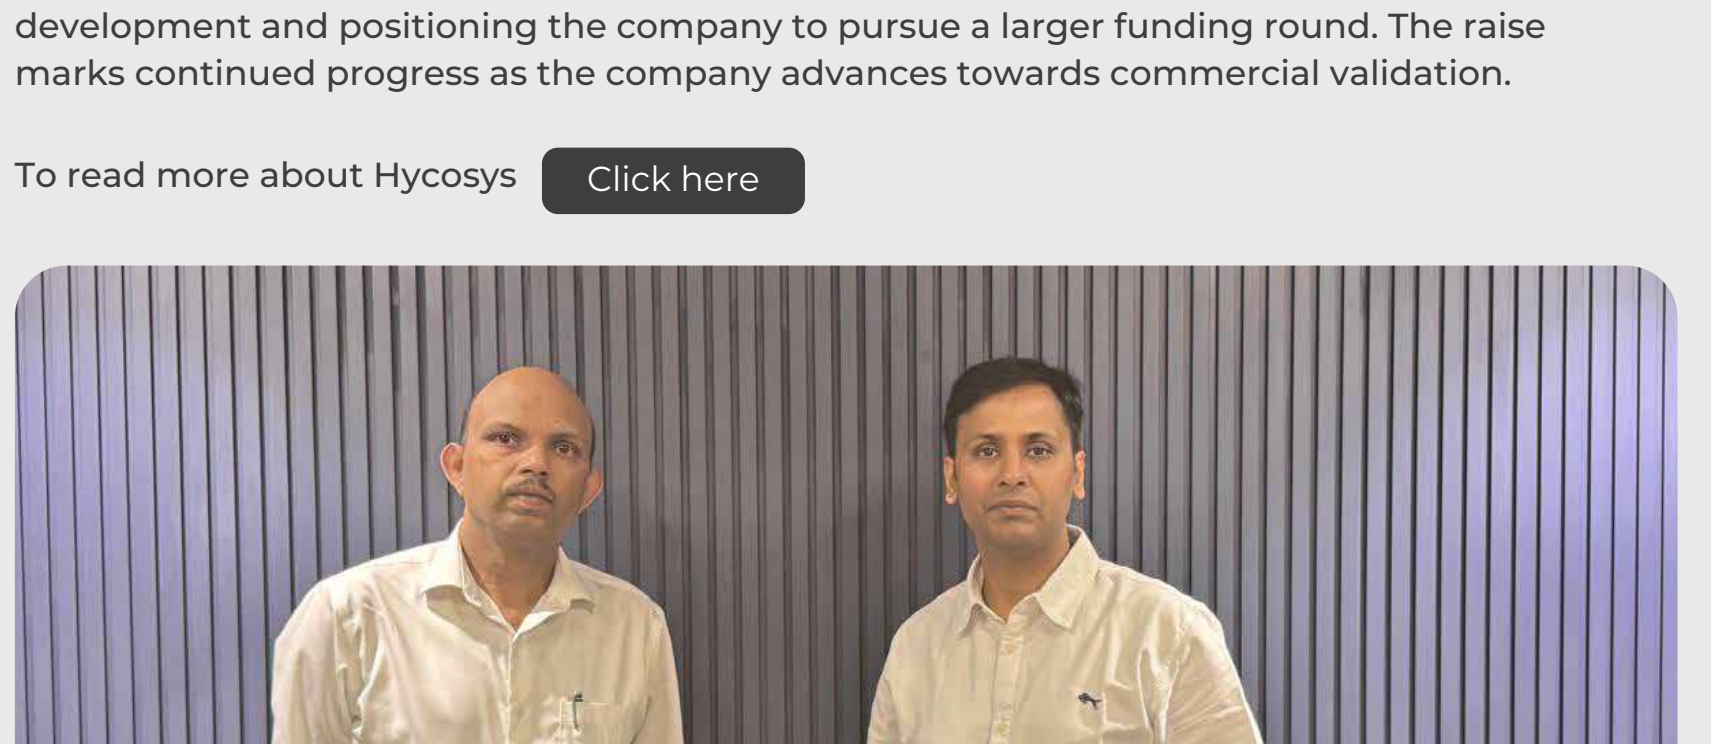 development and positioning the company to pursue a larger funding round. The raise
marks continued progress as the company advances towards commercial validation.
To read more about Hycosys
Click here